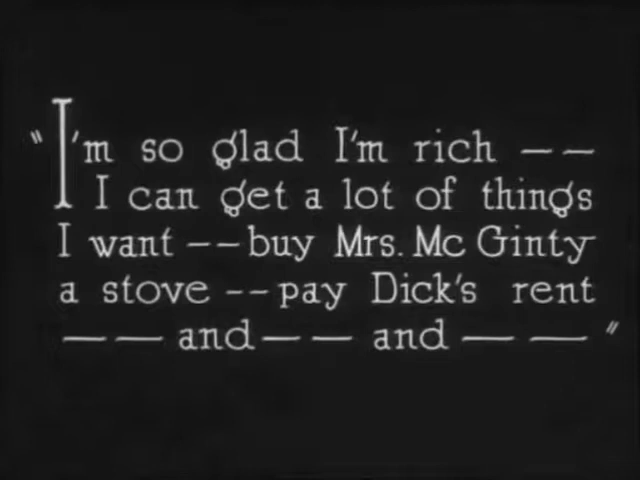 "I'm so glad I'm rich — —
I can get a lot of things
I want -- buy Mrs. Mc Ginty
a stove -- pay Dick's rent
— — and — — and — — "